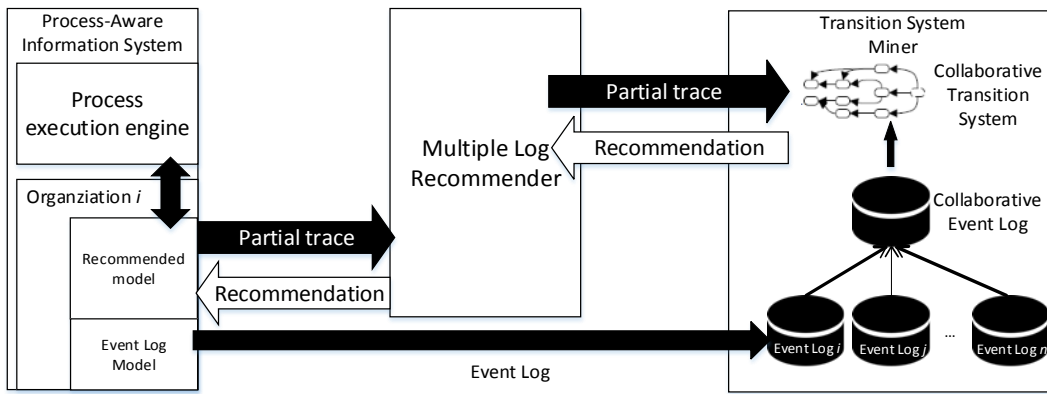 Process-Aware
Information System
Process
execution engine
Organziation i
Recommended
model
Event Log
Model
Partial trace
Recommendation
Event Log
Multiple Log
Recommender
Partial trace
Recommendation
Transition System
Miner
Collaborative
Transition
System
Collaborative
Event Log
Event Log i
Event Log j
...
Event Log n